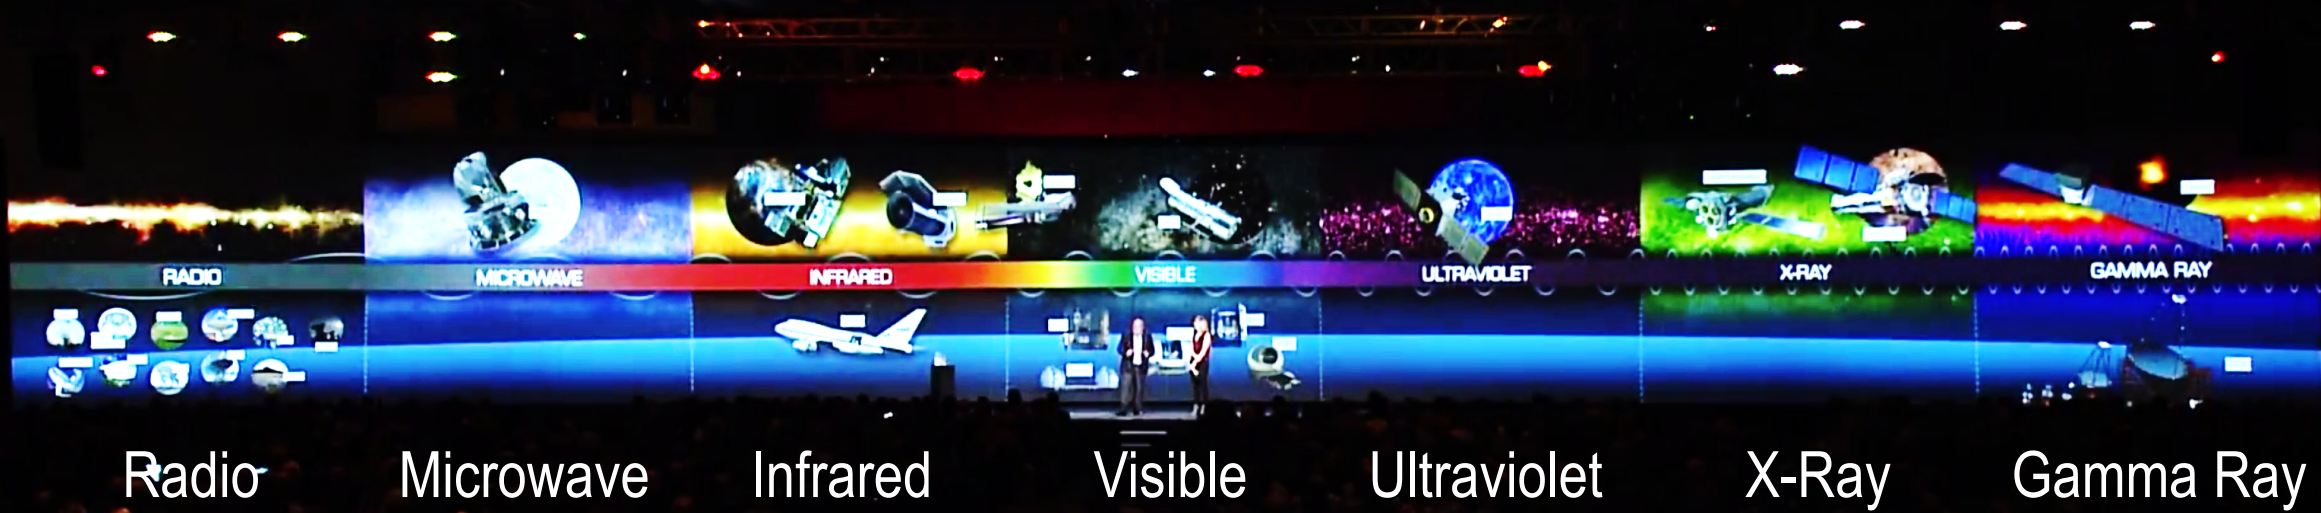 RADIO MICROWAVE INFRARED VISIBLE ULTRAVIOLET X-RAY GAMMA RAY
Radio Microwave Infrared Visible Ultraviolet X-Ray Gamma Ray